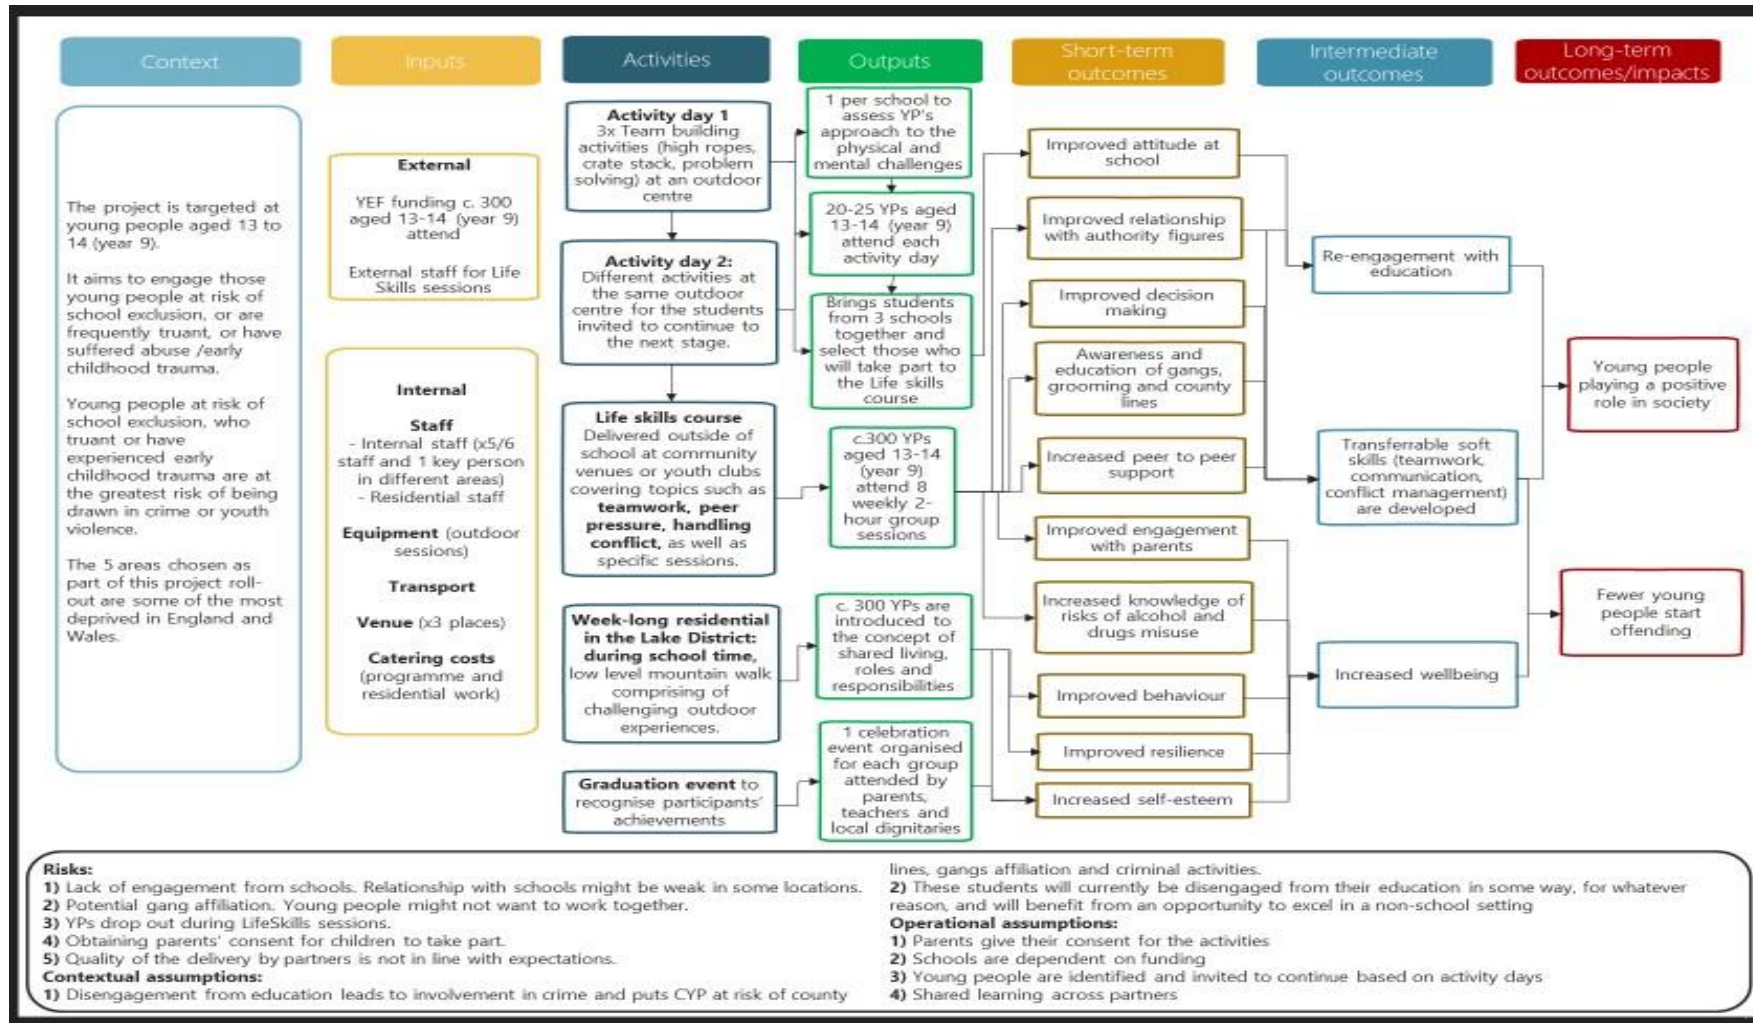 Context
Inputs
Activities
Outputs
Short-term
outcomes
Intermediate
outcomes
Long-term
outcomes/impacts
The project is targeted at
young people aged 13 to
14 (year 9).
It aims to engage those
young people at risk of
school exclusion, or are
frequently truant, or have
suffered abuse /early
childhood trauma.
Young people at risk of
school exclusion, who
truant or have
experienced early
childhood trauma are at
the greatest risk of being
drawn in crime or youth
violence.
The 5 areas chosen as
part of this project roll-
out are some of the most
deprived in England and
Wales.
External
YEF funding c. 300
aged 13-14 (year 9)
attend
External staff for Life
Skills sessions
Internal
Staff
- Internal staff (x5/6
staff and 1 key person
in different areas)
- Residential staff
Equipment (outdoor
sessions)
Transport
Venue (x3 places)
Catering costs
(programme and
residential work)
Activity day 1
3x Team building
activities (high ropes,
crate stack, problem
solving) at an outdoor
centre
Activity day 2:
Different activities at
the same outdoor
centre for the students
invited to continue to
the next stage.
Life skills course
Delivered outside of
school at community
venues or youth clubs
covering topics such as
teamwork, peer
pressure, handling
conflict, as well as
specific sessions.
Week-long residential
in the Lake District:
during school time,
low level mountain walk
comprising of
challenging outdoor
experiences.
Graduation event to
recognise participants'
achievements
1 per school to
assess YP's
approach to the
physical and
mental challenges
20-25 YPs aged
13-14 (year 9)
attend each
activity day
Brings students
from 3 schools
together and
select those who
will take part to
the Life skills
course
c.300 YPs
aged 13-14
(year 9)
attend 8
weekly 2-
hour group
sessions
c. 300 YPs are
introduced to
the concept of
shared living,
roles and
responsibilities
1 celebration
event organised
for each group
attended by
parents,
teachers and
local dignitaries
Improved attitude at
school
Improved relationship
with authority figures
Improved decision
making
Awareness and
education of gangs,
grooming and county
lines
Increased peer to peer
support
Improved engagement
with parents
Increased knowledge of
risks of alcohol and
drugs misuse
Improved behaviour
Improved resilience
Increased self-esteem
Re-engagement with
education
Transferrable soft
skills (teamwork,
communication,
conflict management)
are developed
Increased wellbeing
Young people
playing a positive
role in society
Fewer young
people start
offending
Risks:
1) Lack of engagement from schools. Relationship with schools might be weak in some locations.
2) Potential gang affiliation. Young people might not want to work together.
3) YPs drop out during LifeSkills sessions.
4) Obtaining parents' consent for children to take part.
5) Quality of the delivery by partners is not in line with expectations.
Contextual assumptions:
1) Disengagement from education leads to involvement in crime and puts CYP at risk of county
lines, gangs affiliation and criminal activities.
2) These students will currently be disengaged from their education in some way, for whatever
reason, and will benefit from an opportunity to excel in a non-school setting
Operational assumptions:
1) Parents give their consent for the activities
2) Schools are dependent on funding
3) Young people are identified and invited to continue based on activity days
4) Shared learning across partners